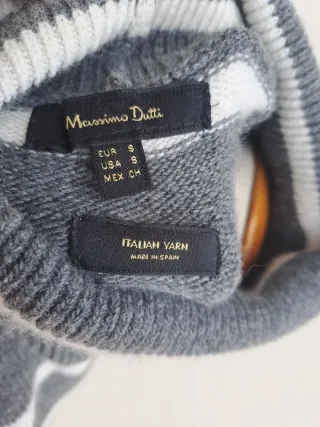 Massimo Dutti
EUR S
USA S
MEX CH
ITALIAN YARN
MADE IN SPAIN